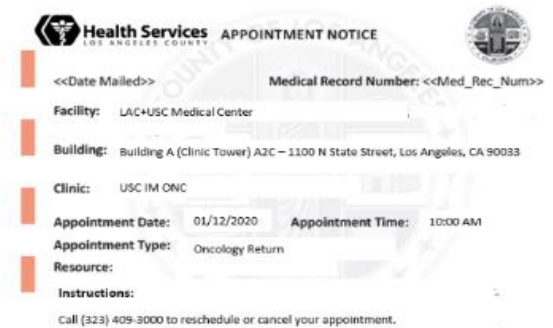 Health Services APPOINTMENT NOTICE
LOS ANGELES COUNTY
<<Date Mailed>> Medical Record Number: <<Med_Rec_Num>>
Facility: LAC+USC Medical Center
Building: Building A (Clinic Tower) A2C – 1100 N State Street, Los Angeles, CA 90033
Clinic: USC IM ONC
Appointment Date: 01/12/2020 Appointment Time: 10:00 AM
Appointment Type: Oncology Return
Resource:
Instructions:
Call (323) 409-3000 to reschedule or cancel your appointment.